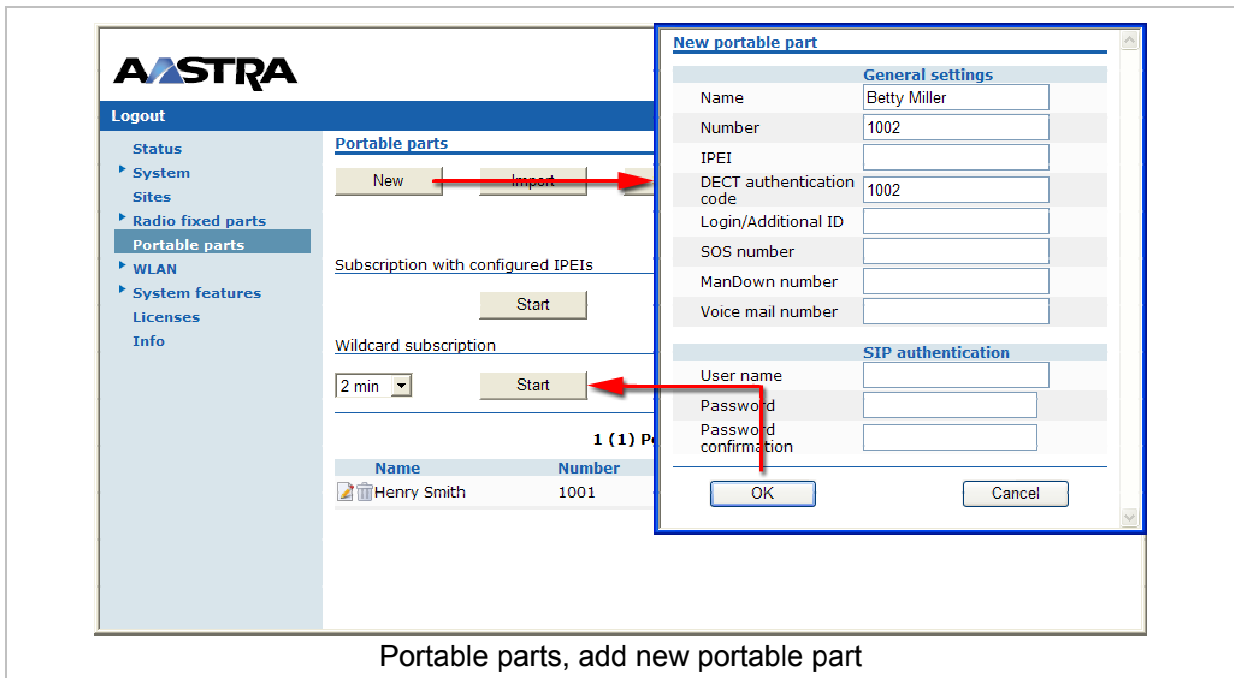 AASTRA
Logout
Status
System
Sites
Radio fixed parts
Portable parts
WLAN
System features
Licenses
Info
Portable parts
New
Import
Subscription with configured IPEIs
Start
Wildcard subscription
2 min
Start
1 (1) P
Name Number
Henry Smith 1001
New portable part
General settings
Name Betty Miller
Number 1002
IPEI
DECT authentication
code 1002
Login/Additional ID
SOS number
ManDown number
Voice mail number
SIP authentication
User name
Password
Password
confirmation
OK Cancel
Portable parts, add new portable part